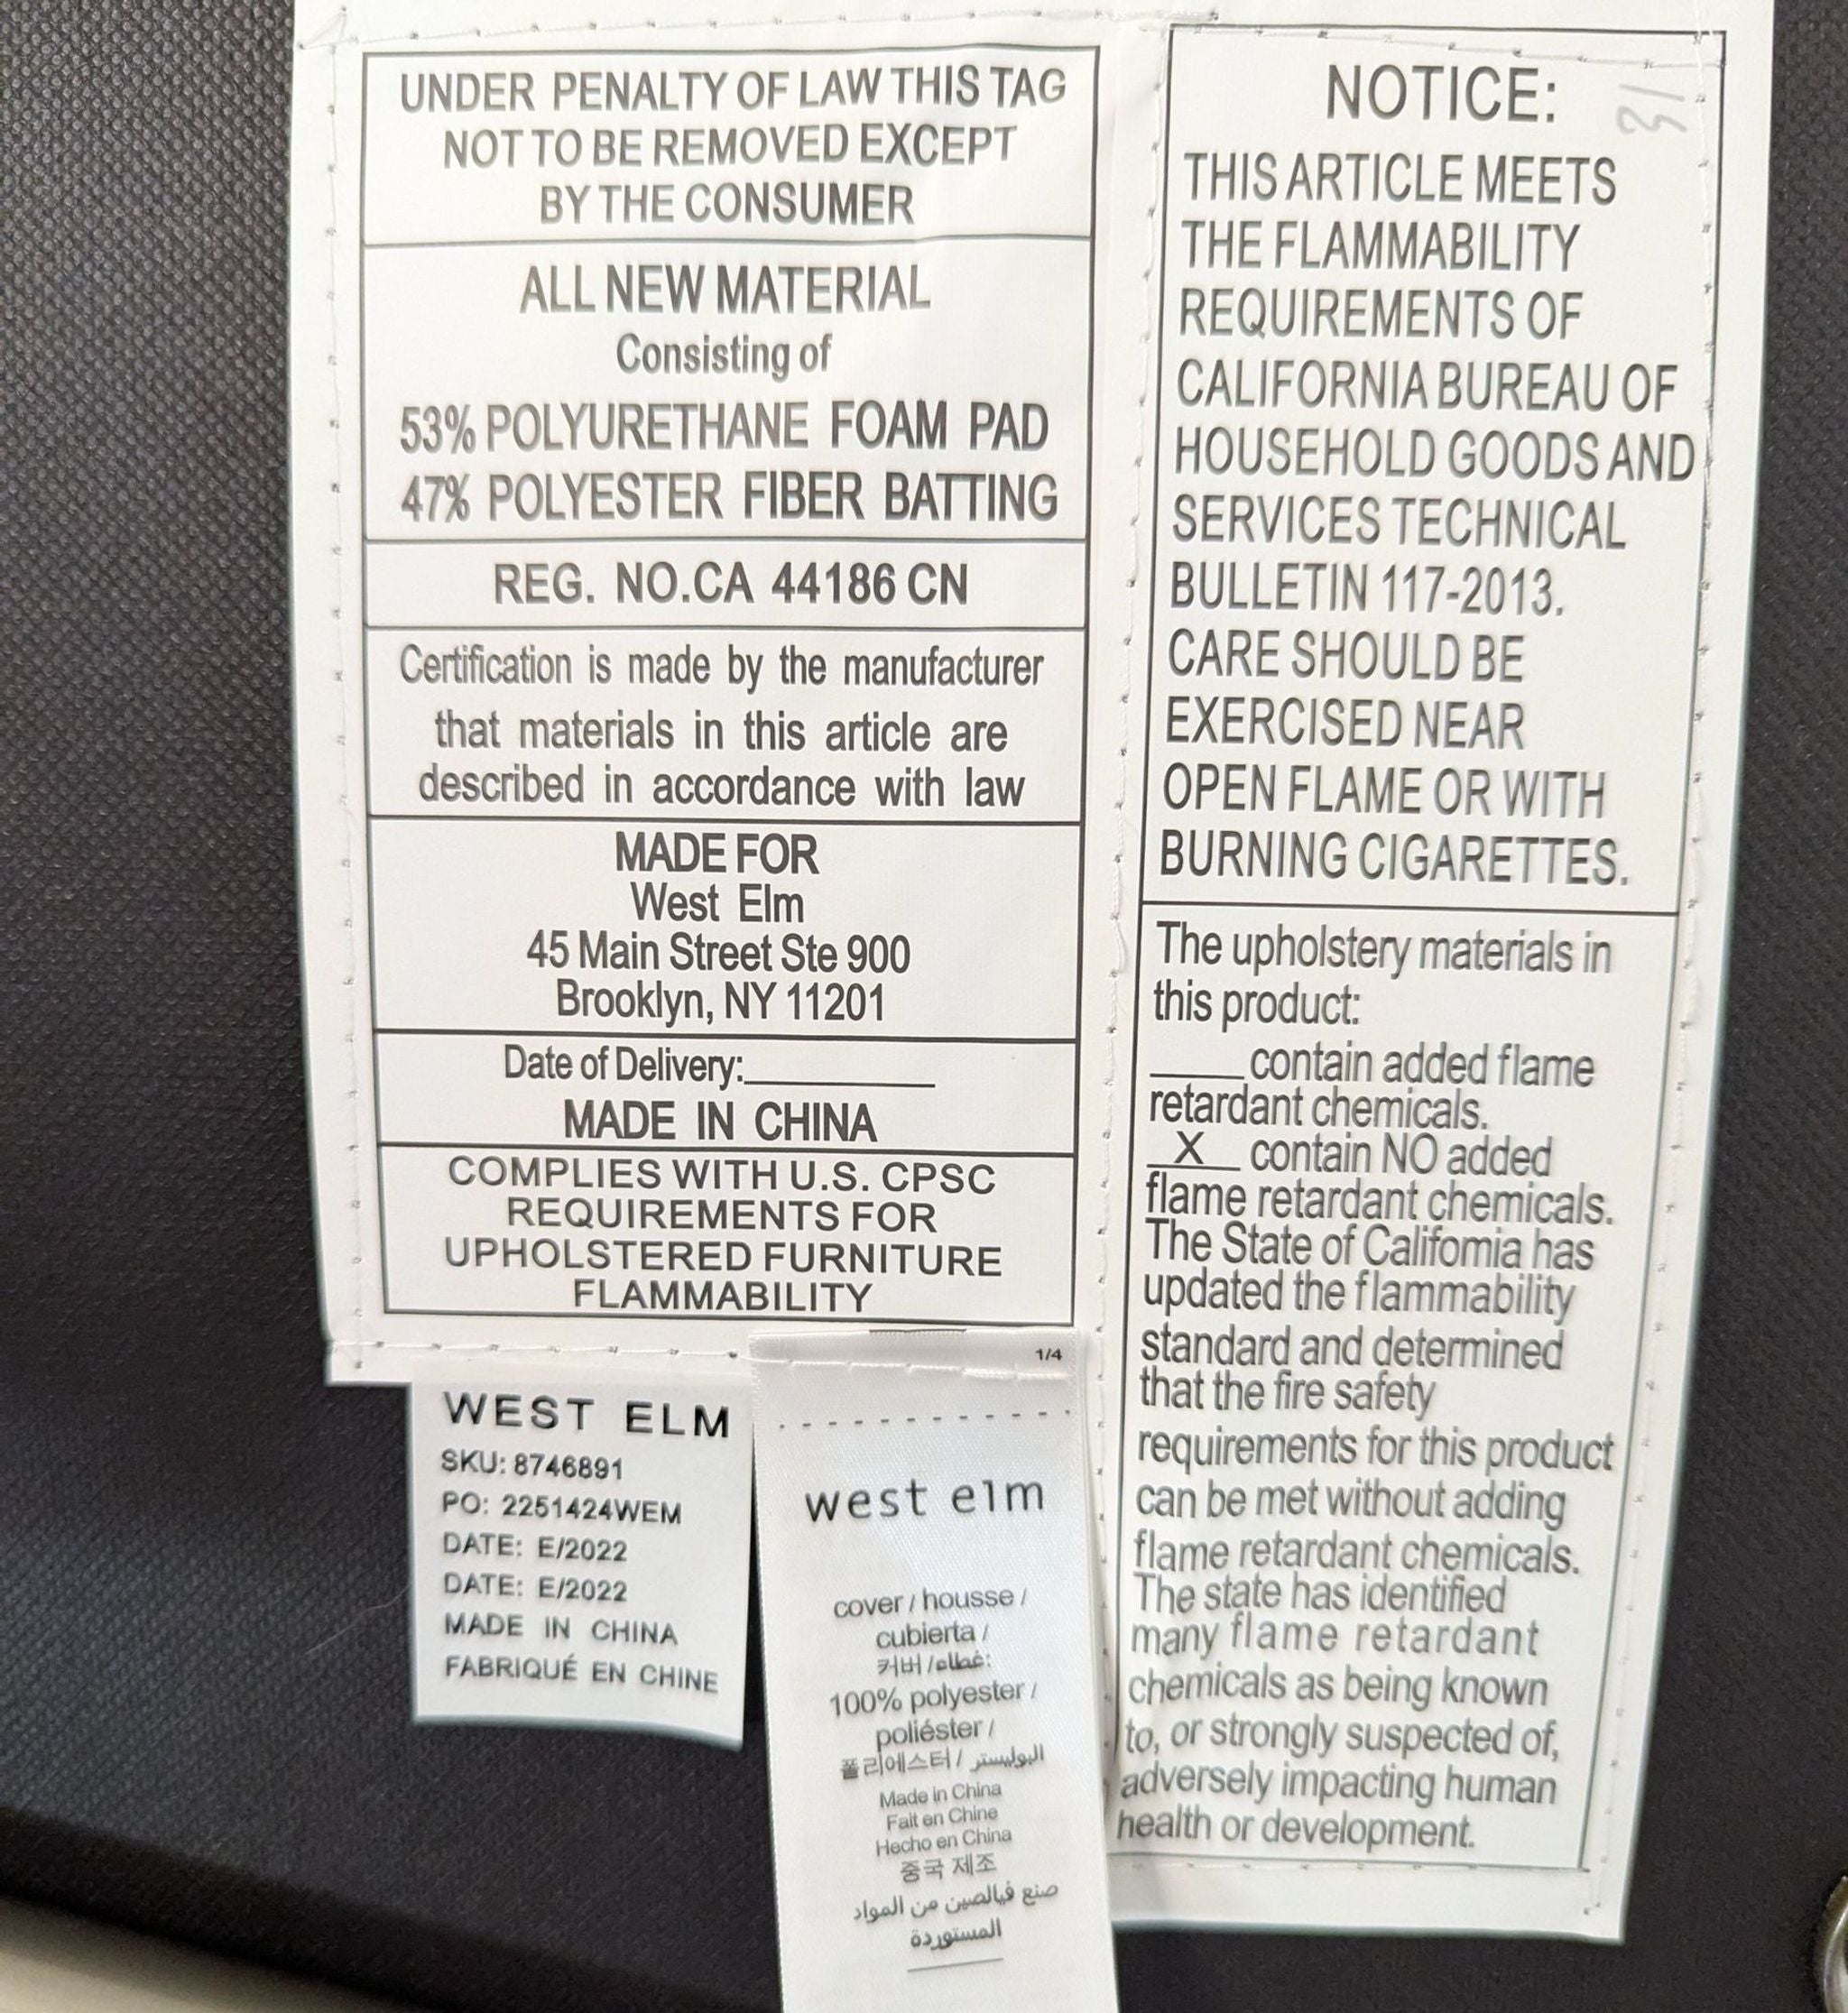 UNDER PENALTY OF LAW THIS TAG
NOT TO BE REMOVED EXCEPT
BY THE CONSUMER
ALL NEW MATERIAL
Consisting of
53% POLYURETHANE FOAM PAD
47% POLYESTER FIBER BATTING
REG. NO.CA 44186 CN
Certification is made by the manufacturer
that materials in this article are
described in accordance with law
MADE FOR
West Elm
45 Main Street Ste 900
Brooklyn, NY 11201
Date of Delivery:
MADE IN CHINA
COMPLIES WITH U.S. CPSC
REQUIREMENTS FOR
UPHOLSTERED FURNITURE
FLAMMABILITY
WEST ELM
SKU: 8746891
PO: 2251424WEM
DATE: E/2022
DATE: E/2022
MADE IN CHINA
FABRIQUÉ EN CHINE
1/4
west elm
cover / housse /
cubierta /
커버 /غطاء:
100% polyester /
poliéster /
폴리에스터 / البوليستر
Made in China
Fait en Chine
Hecho en China
중국 제조
صنع فيالصين من المواد
المستوردة
NOTICE:
31
THIS ARTICLE MEETS
THE FLAMMABILITY
REQUIREMENTS OF
CALIFORNIA BUREAU OF
HOUSEHOLD GOODS AND
SERVICES TECHNICAL
BULLETIN 117-2013.
CARE SHOULD BE
EXERCISED NEAR
OPEN FLAME OR WITH
BURNING CIGARETTES.
The upholstery materials in
this product:
____ contain added flame
retardant chemicals.
X contain NO added
flame retardant chemicals.
The State of California has
updated the flammability
standard and determined
that the fire safety
requirements for this product
can be met without adding
flame retardant chemicals.
The state has identified
many flame retardant
chemicals as being known
to, or strongly suspected of,
adversely impacting human
health or development.